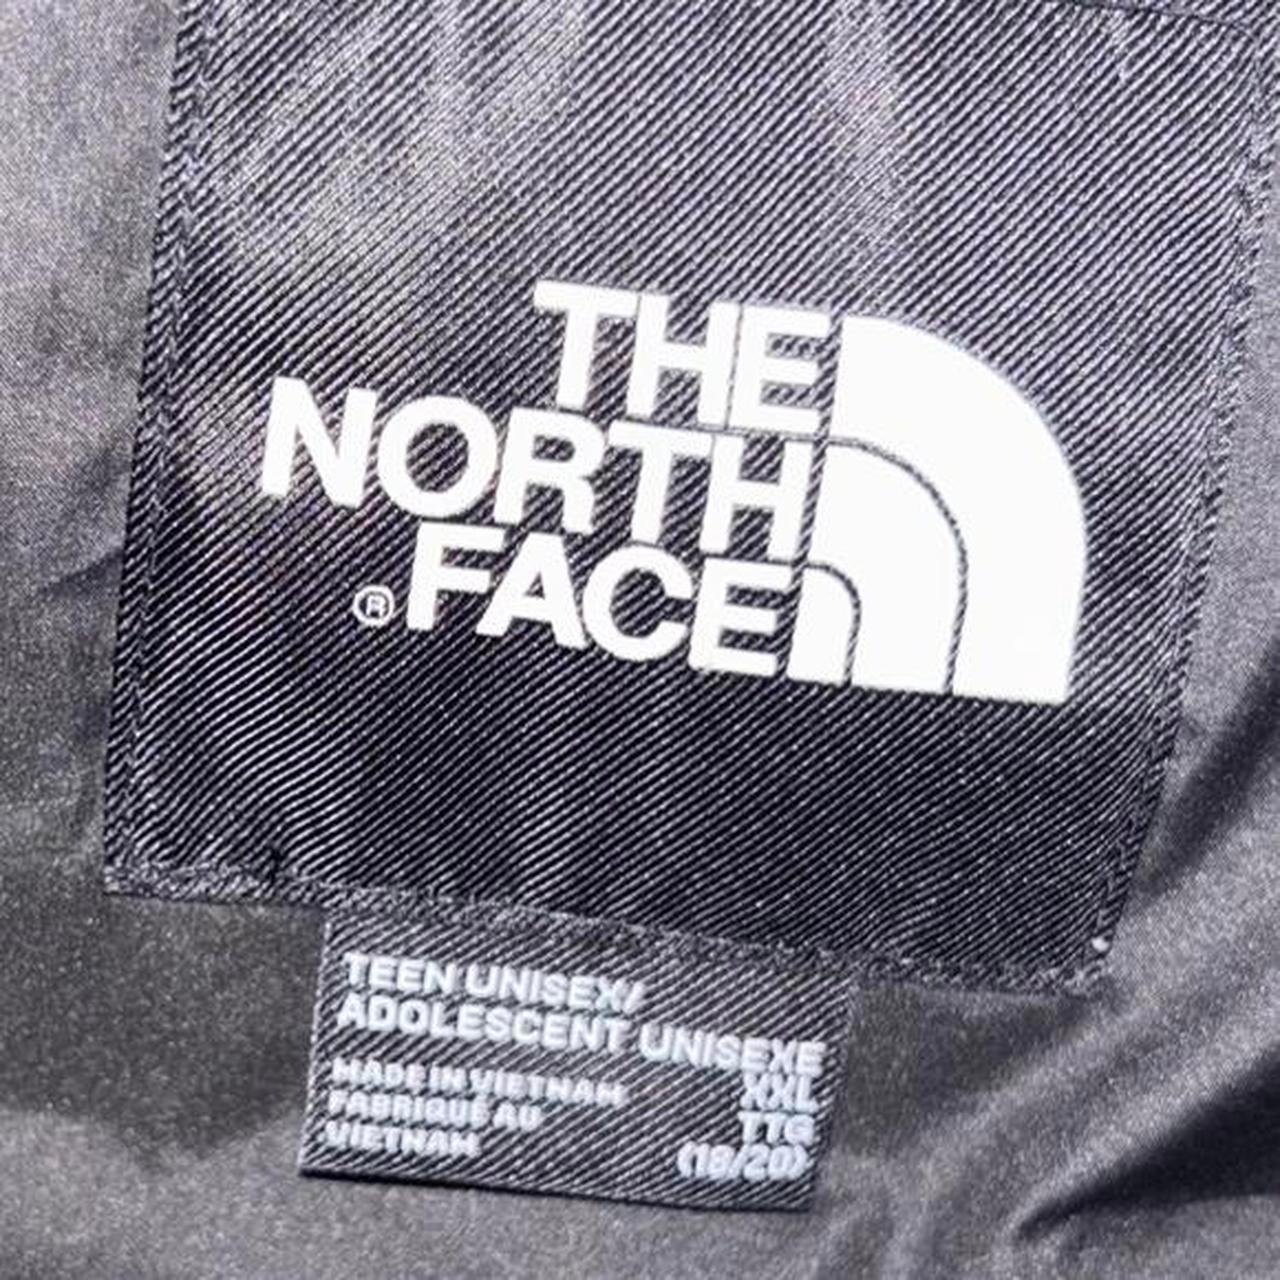 THE
NORTH
® FACE
TEEN UNISEX/
ADOLESCENT UNISEXE
MADE IN VIETNAM XXL
FABRIQUÉ AU TTG
VIETNAM (18/20)